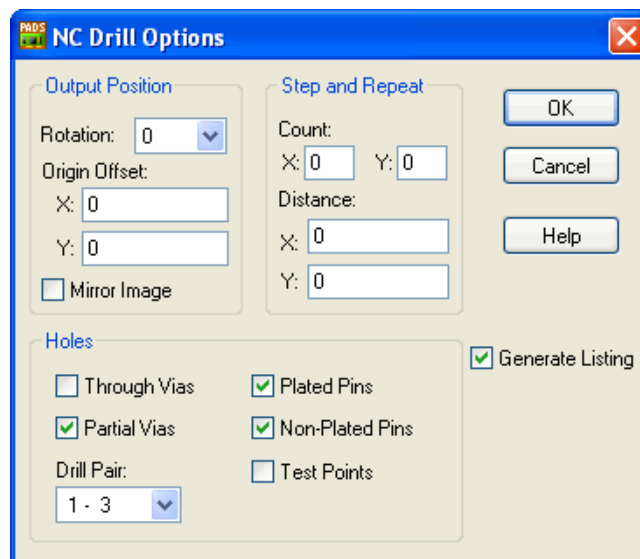 PADS
NC Drill Options
Output Position
Rotation: 0
Origin Offset:
X: 0
Y: 0
Mirror Image
Step and Repeat
Count:
X: 0 Y: 0
Distance:
X: 0
Y: 0
OK
Cancel
Help
Holes
Through Vias
Plated Pins
Partial Vias
Non-Plated Pins
Drill Pair:
1 - 3
Test Points
Generate Listing